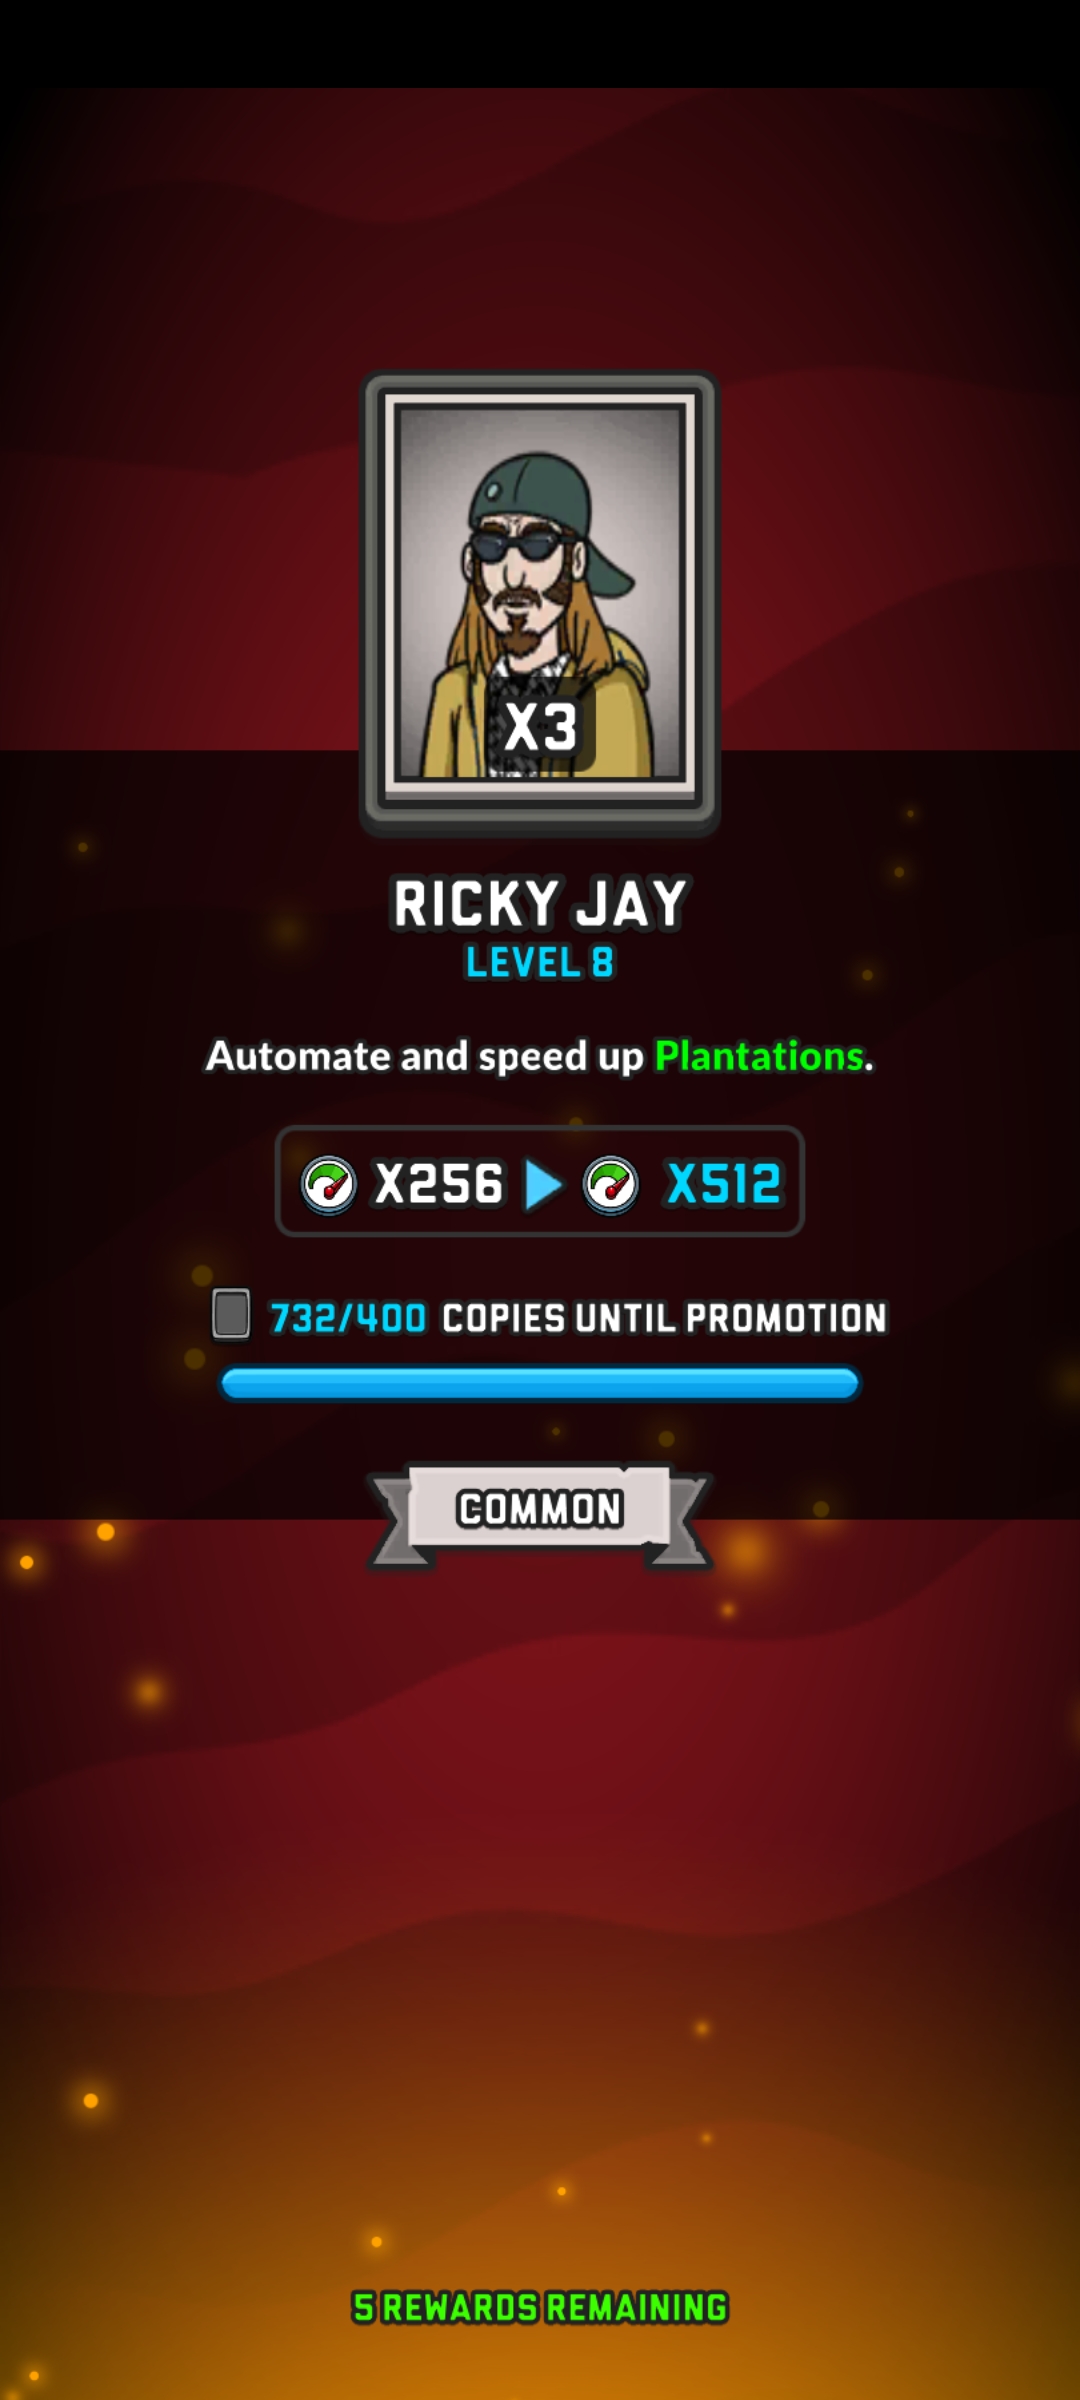 X3
RICKY JAY
LEVEL 8
Automate and speed up Plantations.
X256 X512
732/400 COPIES UNTIL PROMOTION
COMMON
5 REWARDS REMAINING